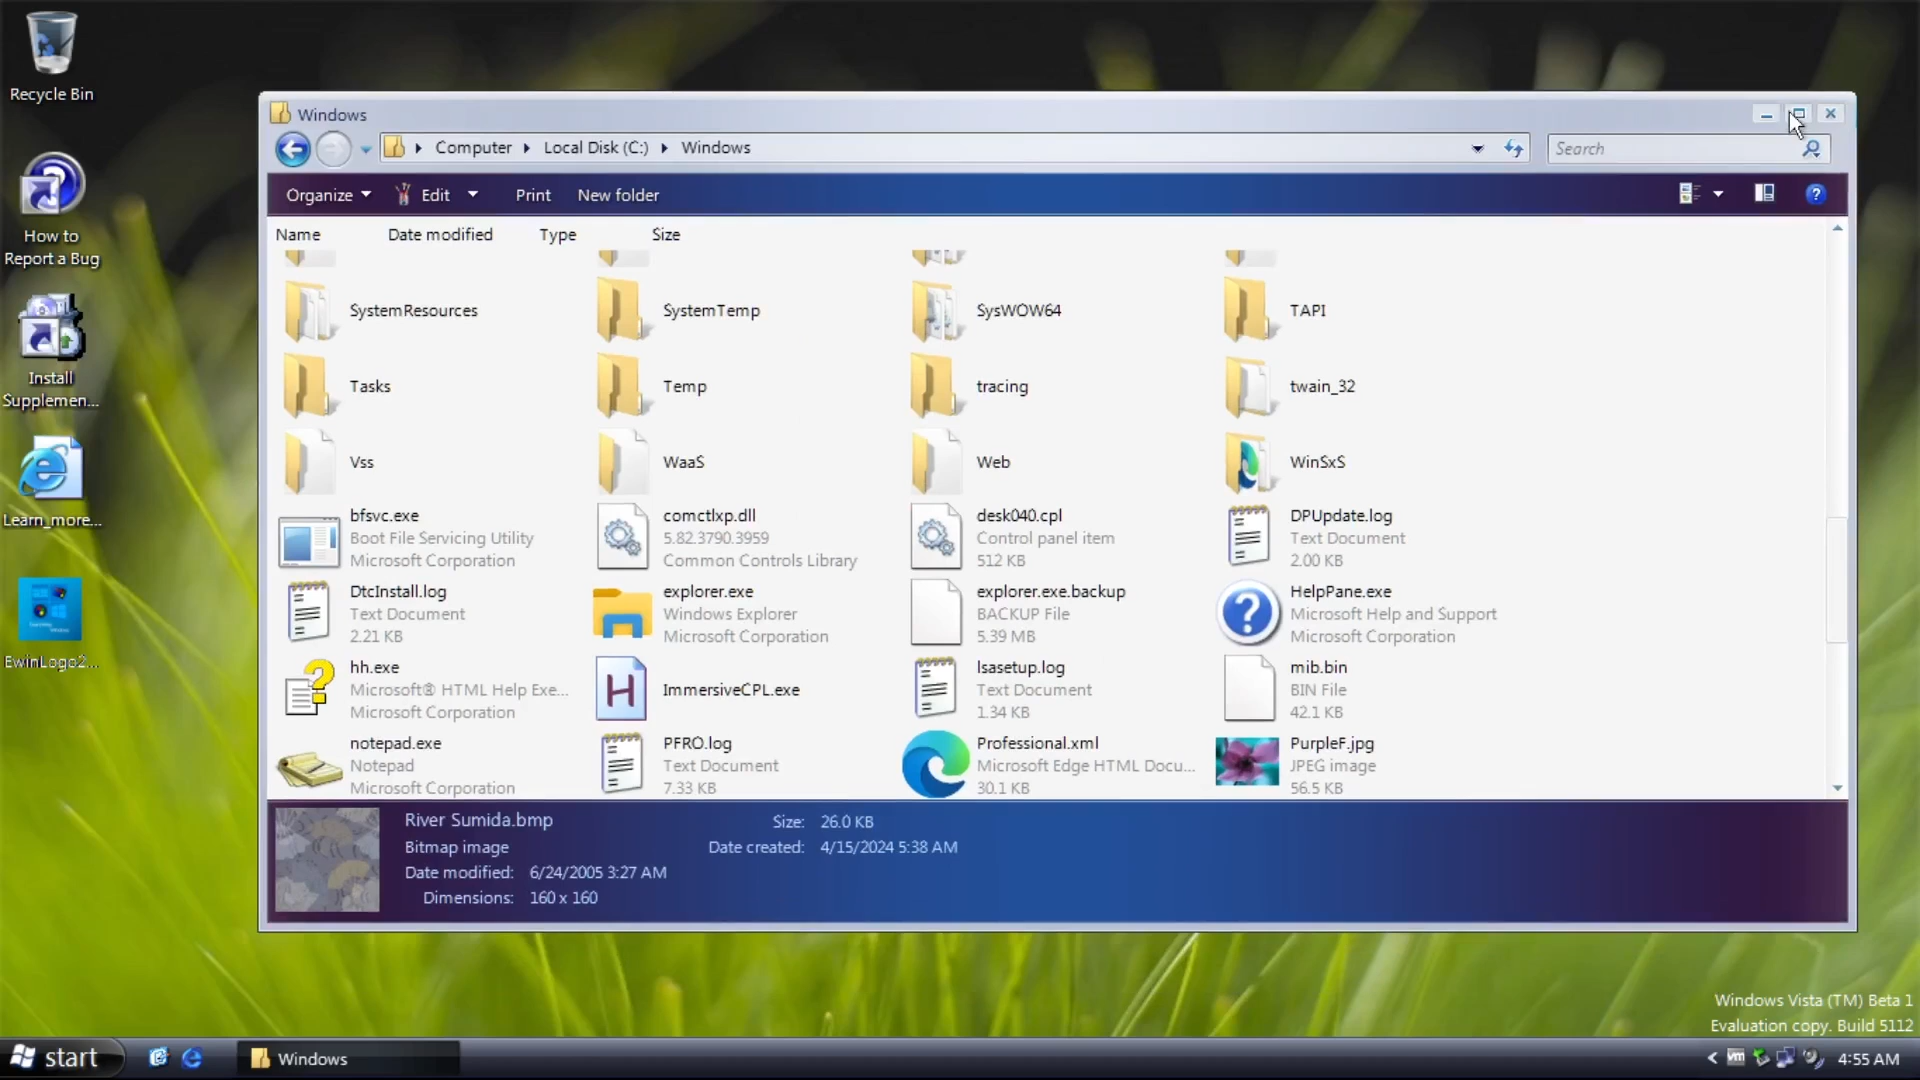 Recycle Bin
How to
Report a Bug
Install
Supplemen...
Learn_more...
EwinLogo2...
Windows
Computer
Local Disk (C:)
Windows
Search
Organize
Edit
Print
New folder
Name
Date modified
Type
Size
SystemResources
SystemTemp
SysWOW64
TAPI
Tasks
Temp
tracing
twain_32
Vss
WaaS
Web
WinSxS
bfsvc.exe
Boot File Servicing Utility
Microsoft Corporation
comctlxp.dll
5.82.3790.3959
Common Controls Library
desk040.cpl
Control panel item
512 KB
DPUpdate.log
Text Document
2.00 KB
DtcInstall.log
Text Document
2.21 KB
explorer.exe
Windows Explorer
Microsoft Corporation
explorer.exe.backup
BACKUP File
5.39 MB
HelpPane.exe
Microsoft Help and Support
Microsoft Corporation
hh.exe
Microsoft® HTML Help Exe...
Microsoft Corporation
ImmersiveCPL.exe
lsasetup.log
Text Document
1.34 KB
mib.bin
BIN File
42.1 KB
notepad.exe
Notepad
Microsoft Corporation
PFRO.log
Text Document
7.33 KB
Professional.xml
Microsoft Edge HTML Docu...
30.1 KB
PurpleF.jpg
JPEG image
56.5 KB
River Sumida.bmp
Bitmap image
Date modified: 6/24/2005 3:27 AM
Dimensions: 160 x 160
Size: 26.0 KB
Date created: 4/15/2024 5:38 AM
Windows Vista (TM) Beta 1
Evaluation copy. Build 5112
start
Windows
vm
4:55 AM